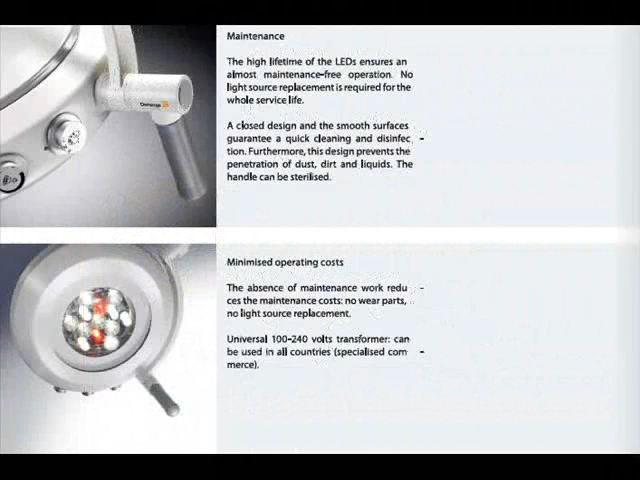 Maintenance
The high lifetime of the LEDs ensures an
almost maintenance-free operation. No
light source replacement is required for the
whole service life.
A closed design and the smooth surfaces
guarantee a quick cleaning and disinfec -
tion. Furthermore, this design prevents the
penetration of dust, dirt and liquids. The
handle can be sterilised.
Minimised operating costs
The absence of maintenance work redu -
ces the maintenance costs: no wear parts,
no light source replacement.
Universal 100-240 volts transformer: can
be used in all countries (specialised com -
merce).